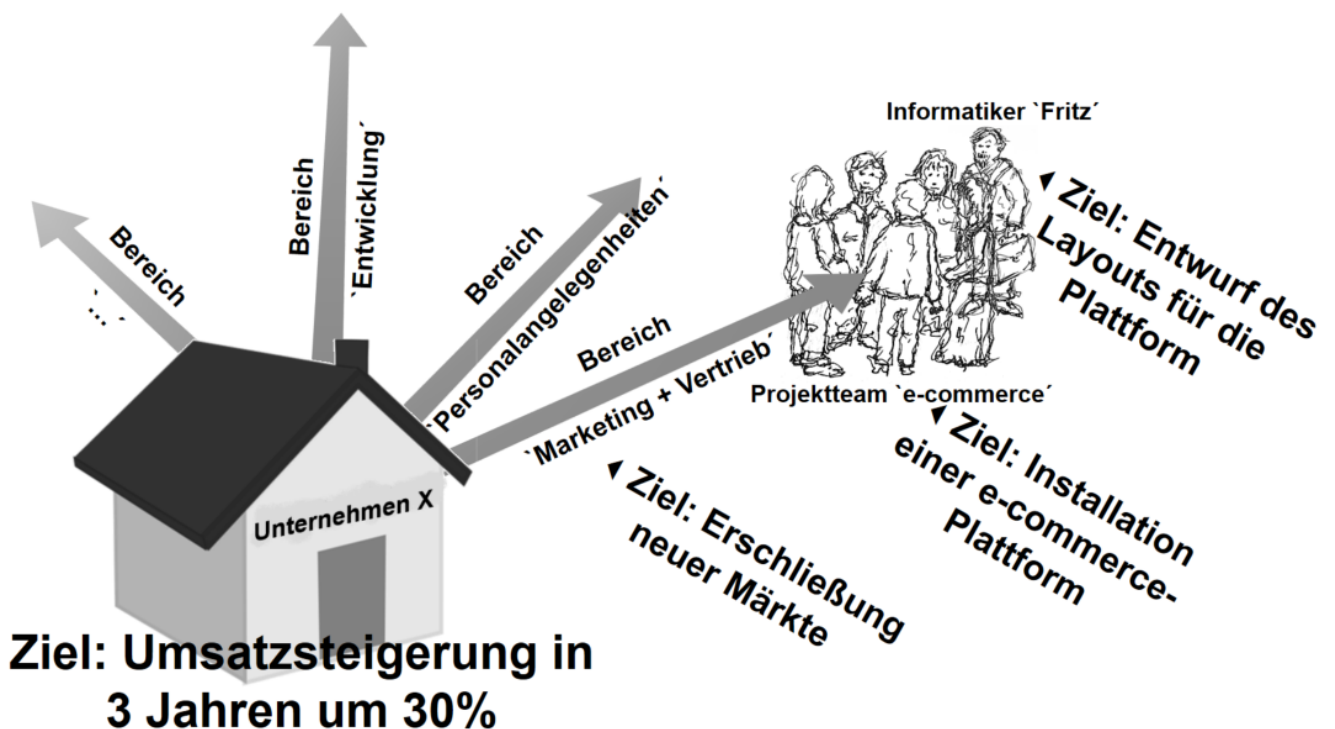 Bereich
`...´
Bereich
`Entwicklung´
Bereich
`Personalangelegenheiten´
Bereich
`Marketing + Vertrieb´
Informatiker `Fritz´
Ziel: Entwurf des
Layouts für die
Plattform
Projektteam `e-commerce´
Ziel: Installation
einer e-commerce-
Plattform
Ziel: Erschließung
neuer Märkte
Unternehmen X
Ziel: Umsatzsteigerung in
3 Jahren um 30%